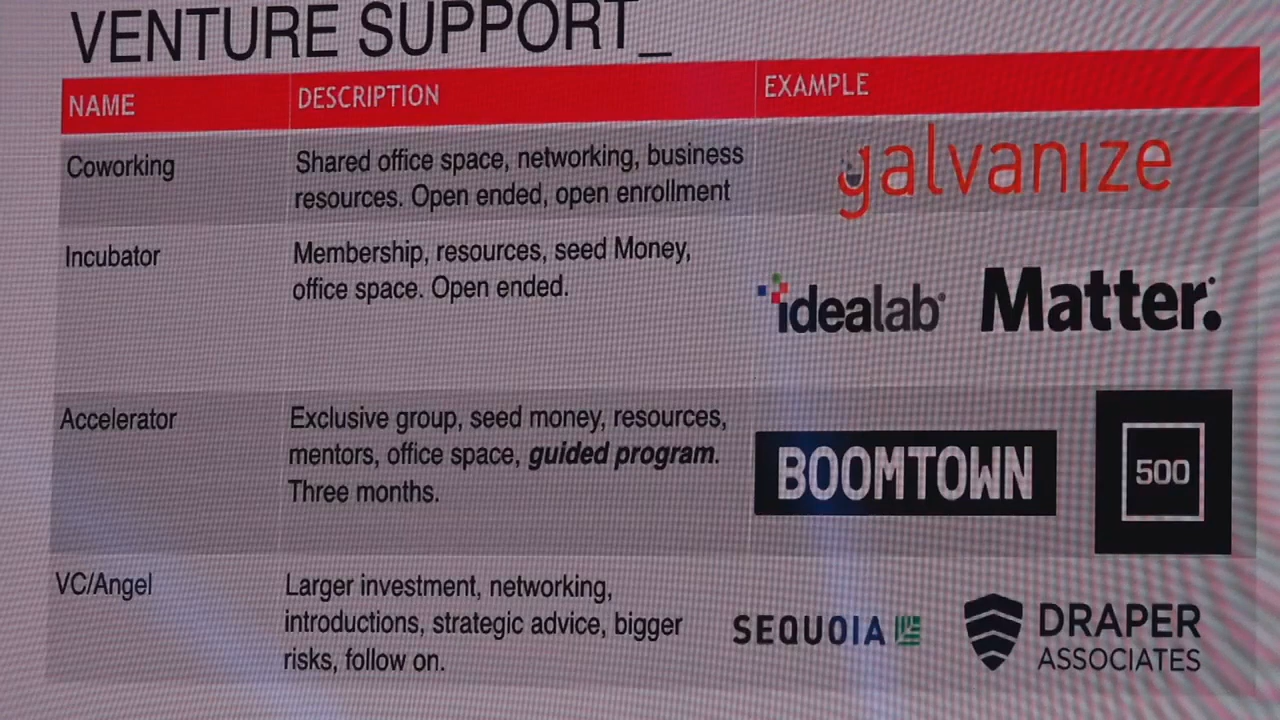 VENTURE SUPPORT_
NAME DESCRIPTION EXAMPLE
Coworking
Shared office space, networking, business
resources. Open ended, open enrollment
galvanize
Incubator
Membership, resources, seed Money,
office space. Open ended.
idealab Matter.
Accelerator
Exclusive group, seed money, resources,
mentors, office space, guided program.
Three months.
BOOMTOWN
500
VC/Angel
Larger investment, networking,
introductions, strategic advice, bigger
risks, follow on.
SEQUOIA
DRAPER
ASSOCIATES